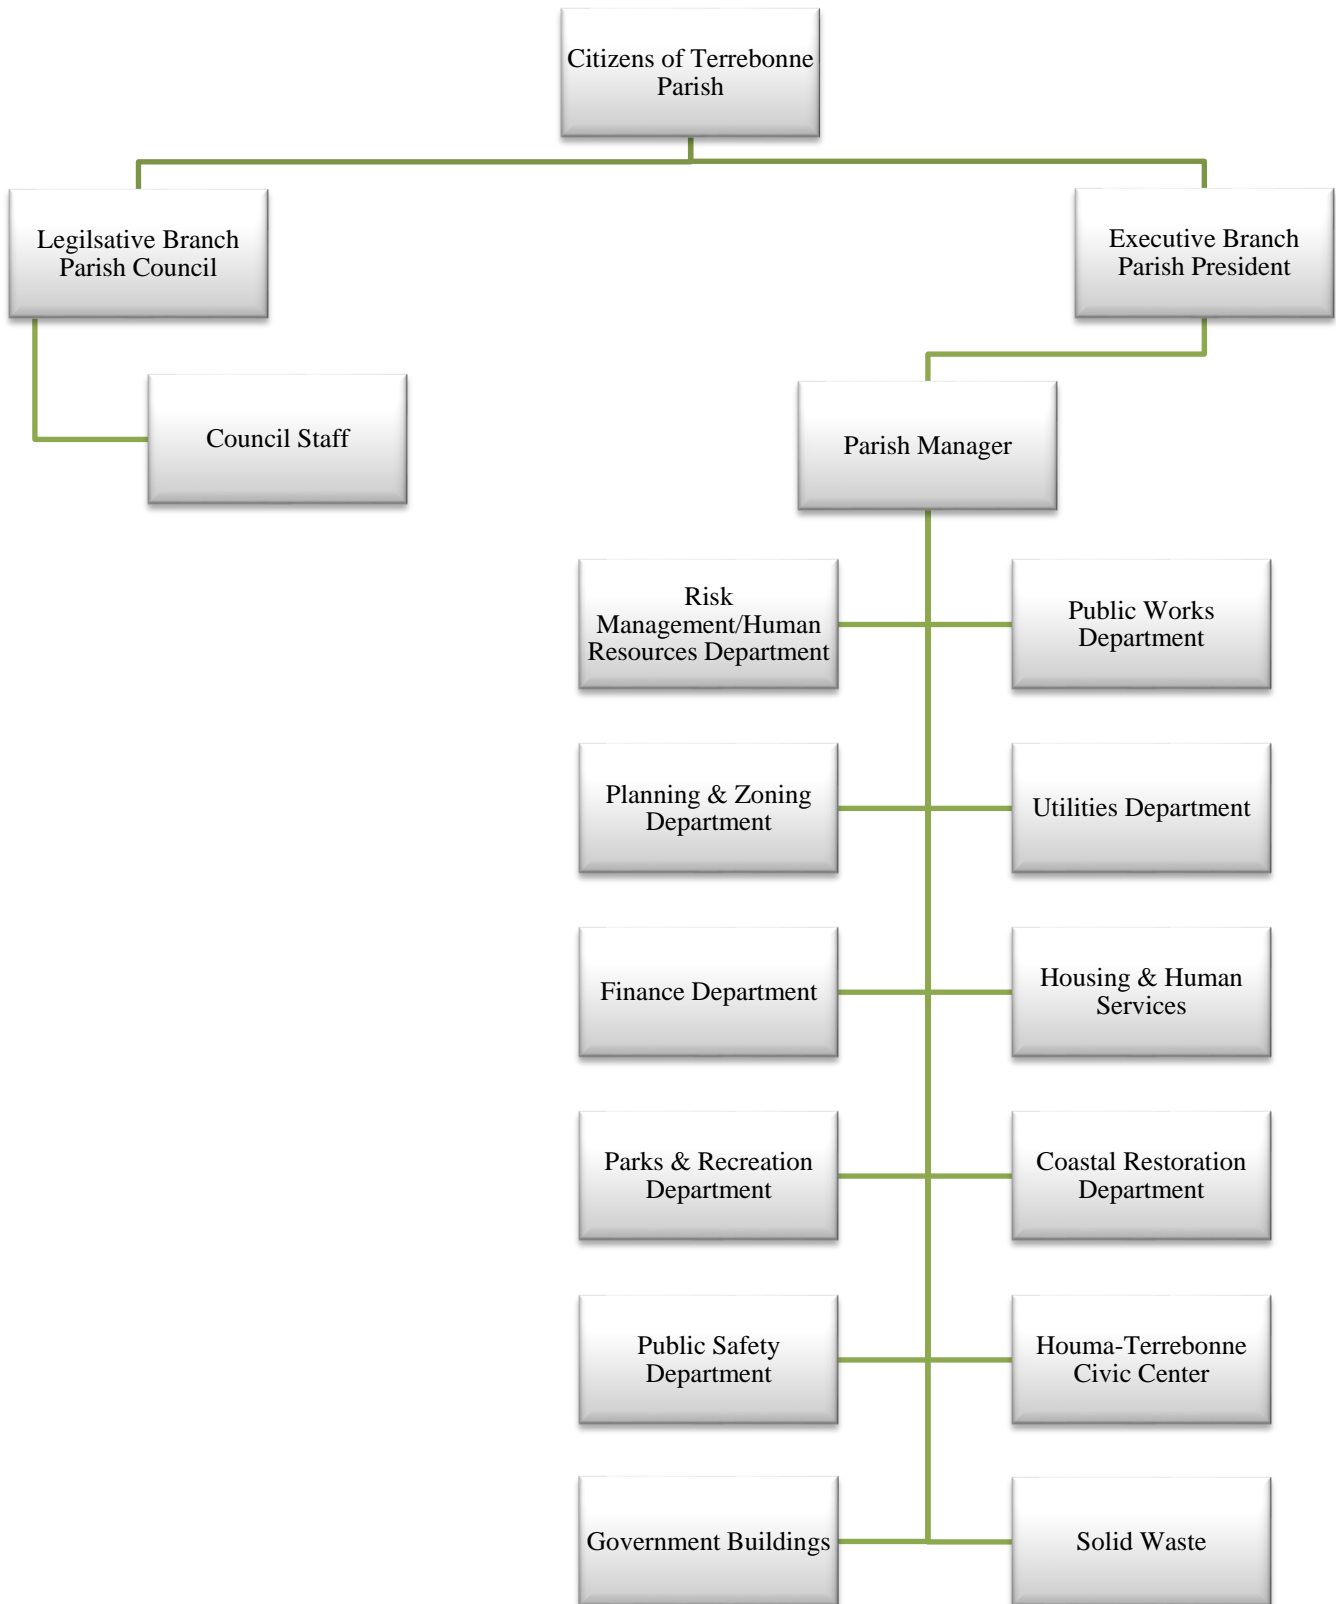 Citizens of Terrebonne
Parish
Legilsative Branch
Parish Council
Executive Branch
Parish President
Council Staff
Parish Manager
Risk
Management/Human
Resources Department
Public Works
Department
Planning & Zoning
Department
Utilities Department
Finance Department
Housing & Human
Services
Parks & Recreation
Department
Coastal Restoration
Department
Public Safety
Department
Houma-Terrebonne
Civic Center
Government Buildings
Solid Waste